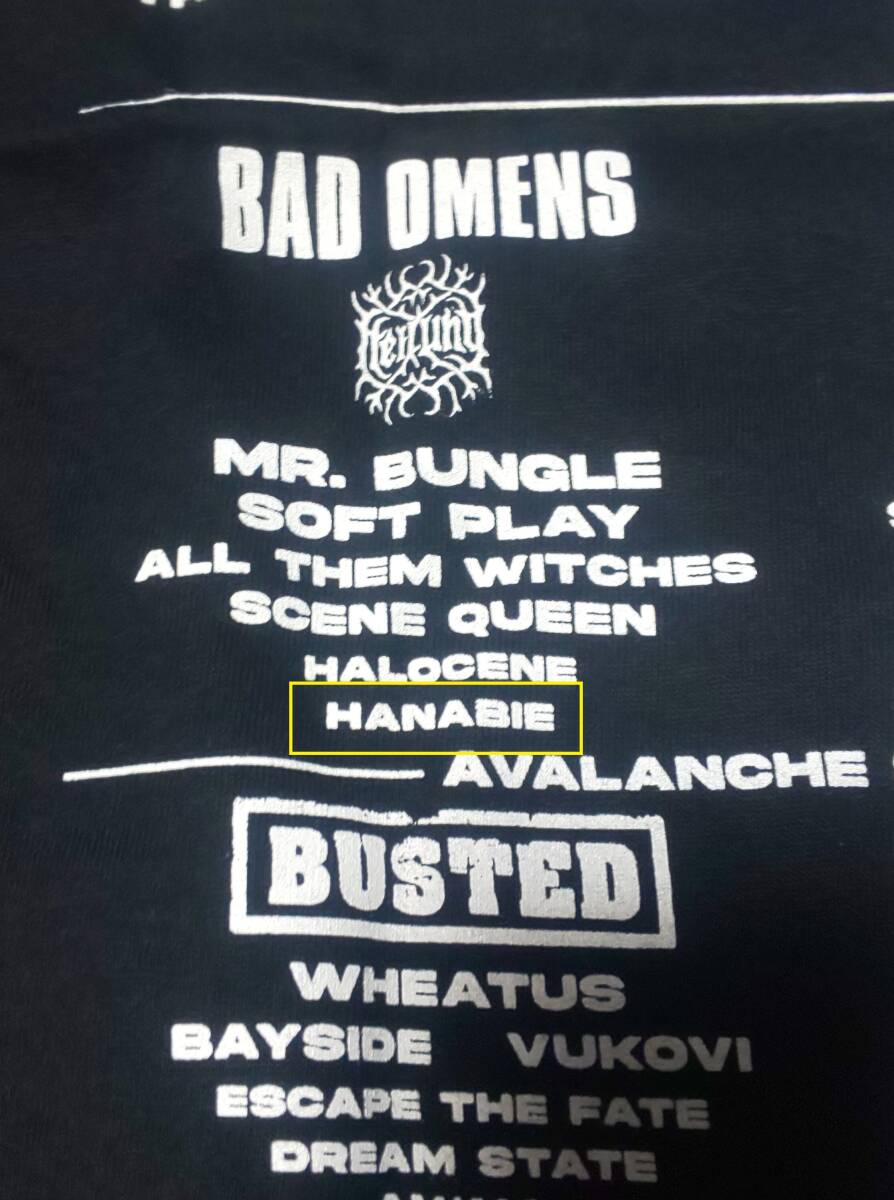 BAD OMENS
Heilung
MR. BUNGLE
SOFT PLAY
ALL THEM WITCHES
SCENE QUEEN
HALOCENE
HANABIE
AVALANCHE
BUSTED
WHEATUS
BAYSIDE VUKOVI
ESCAPE THE FATE
DREAM STATE